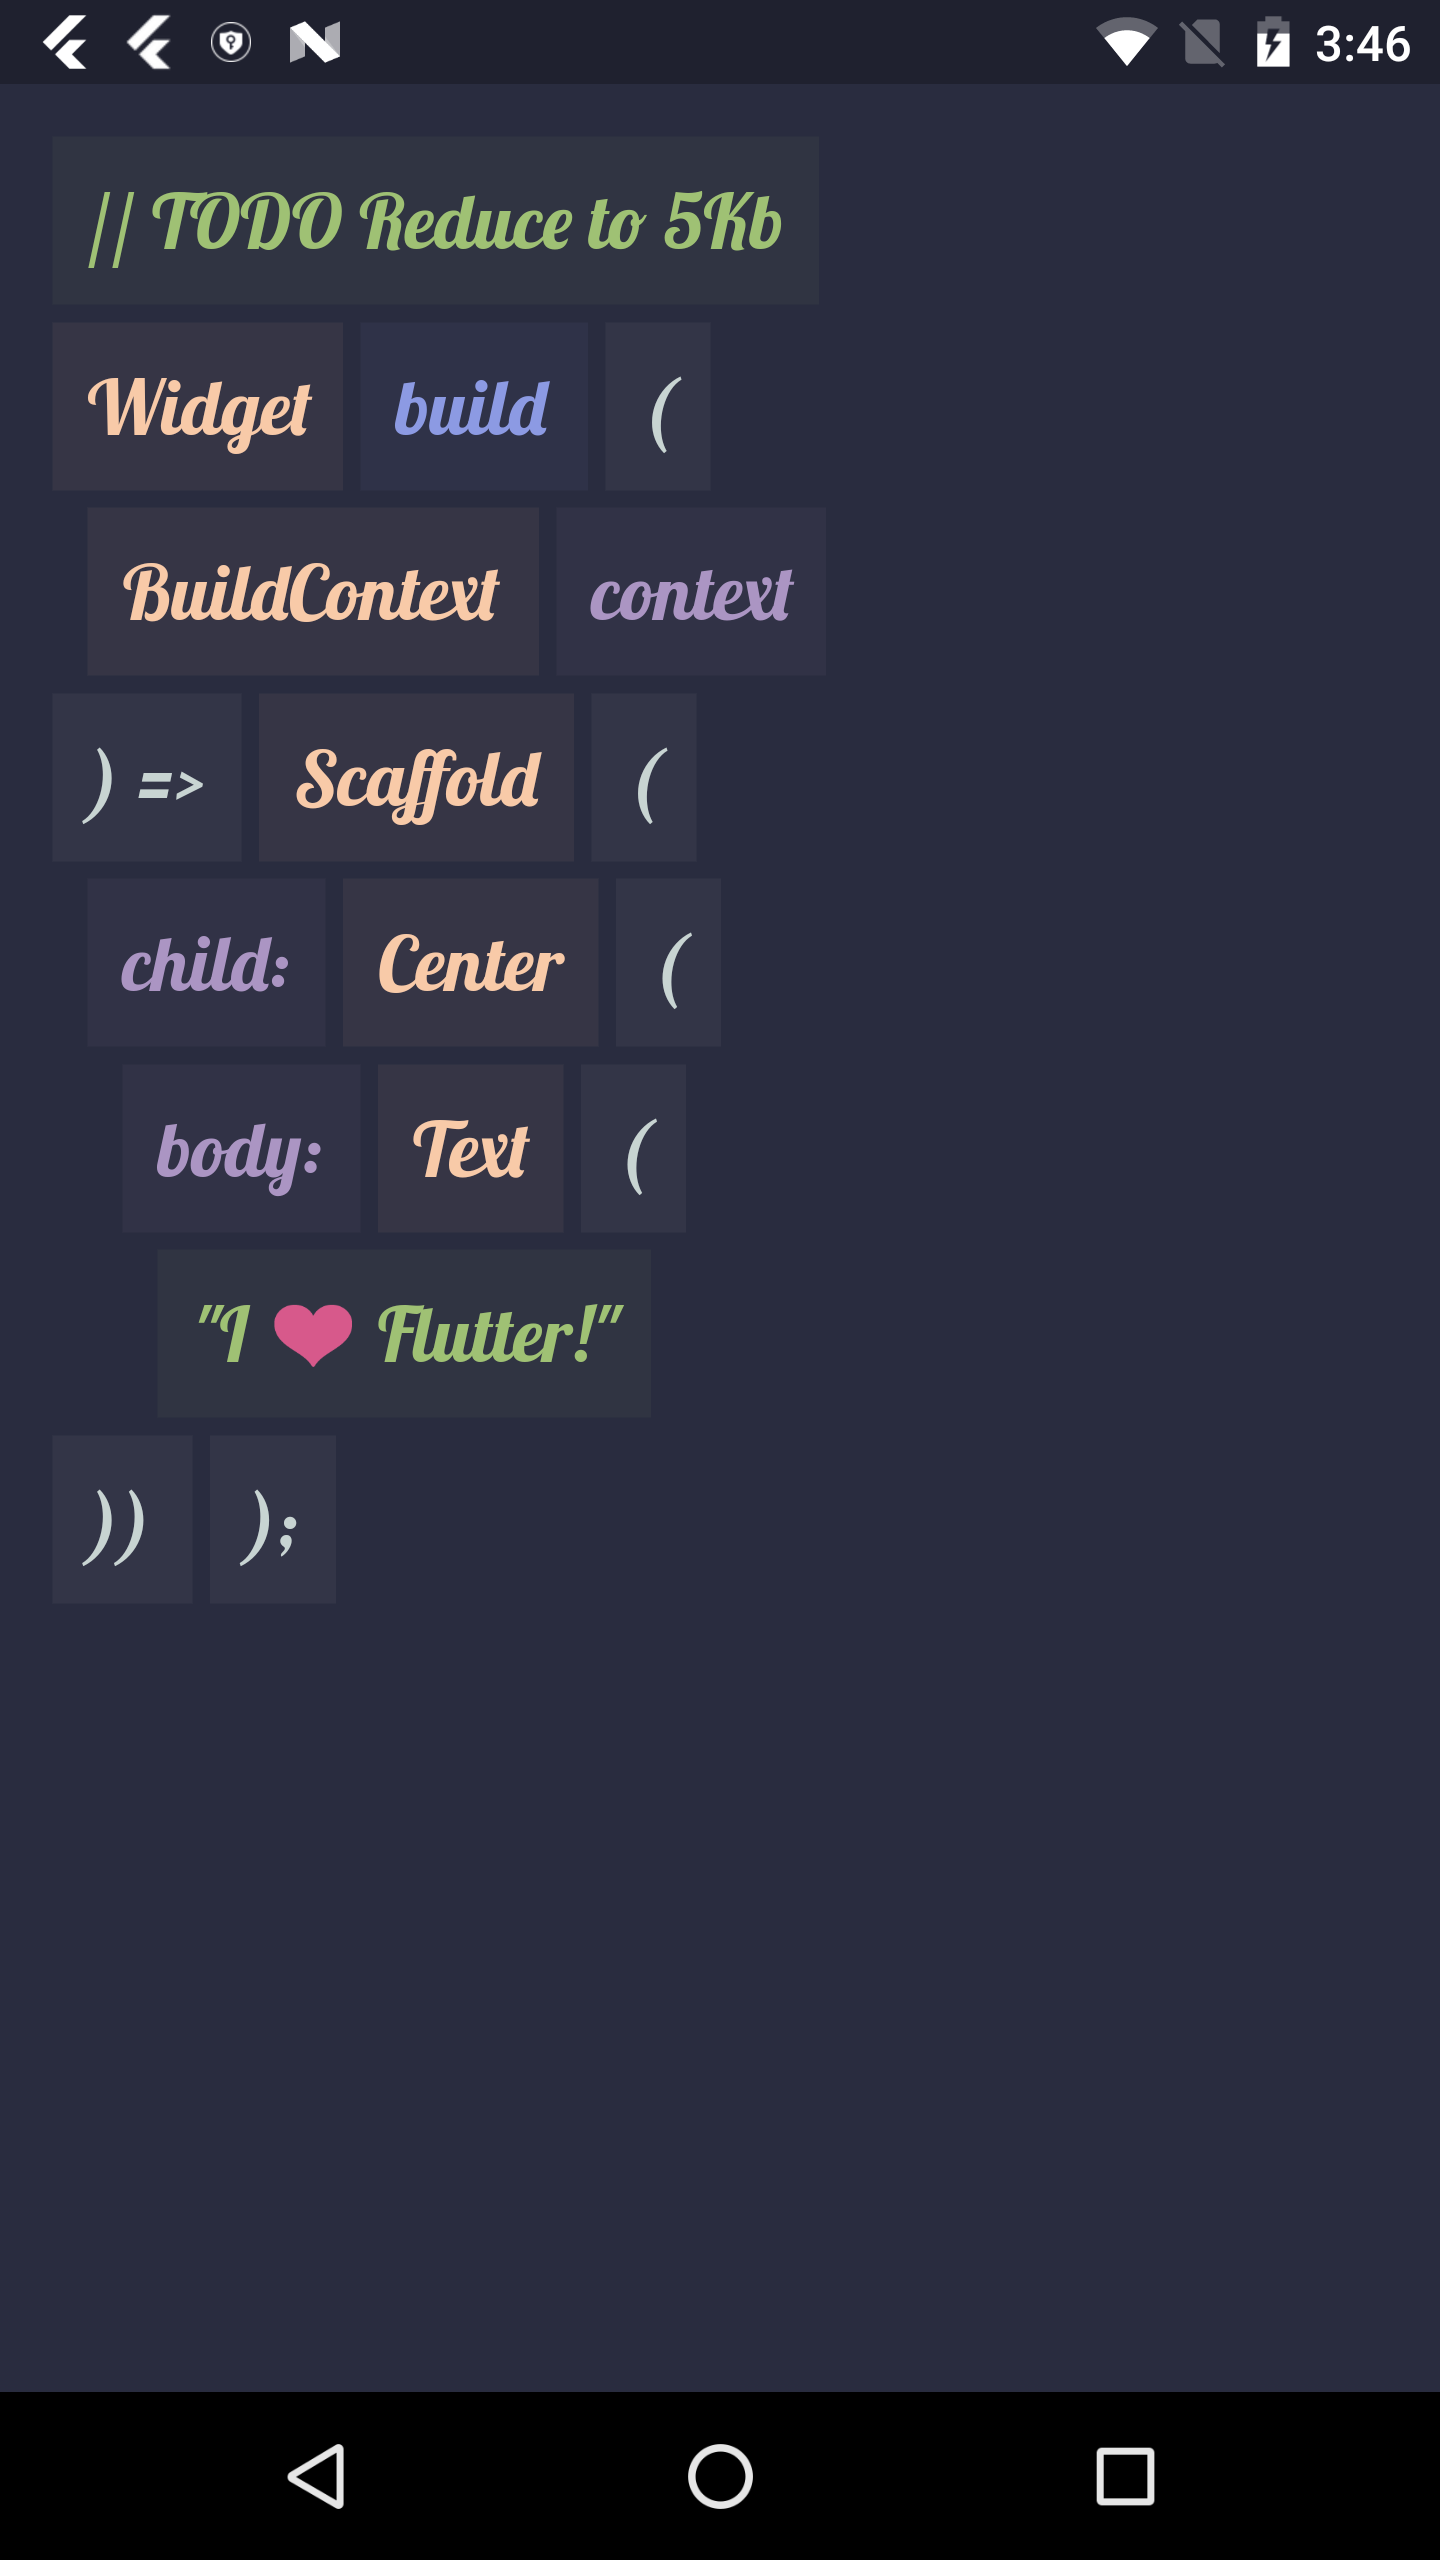 3:46
// TODO Reduce to 5Kb
Widget build (
BuildContext context
) => Scaffold (
child: Center (
body: Text (
"I ❤ Flutter!"
)) );